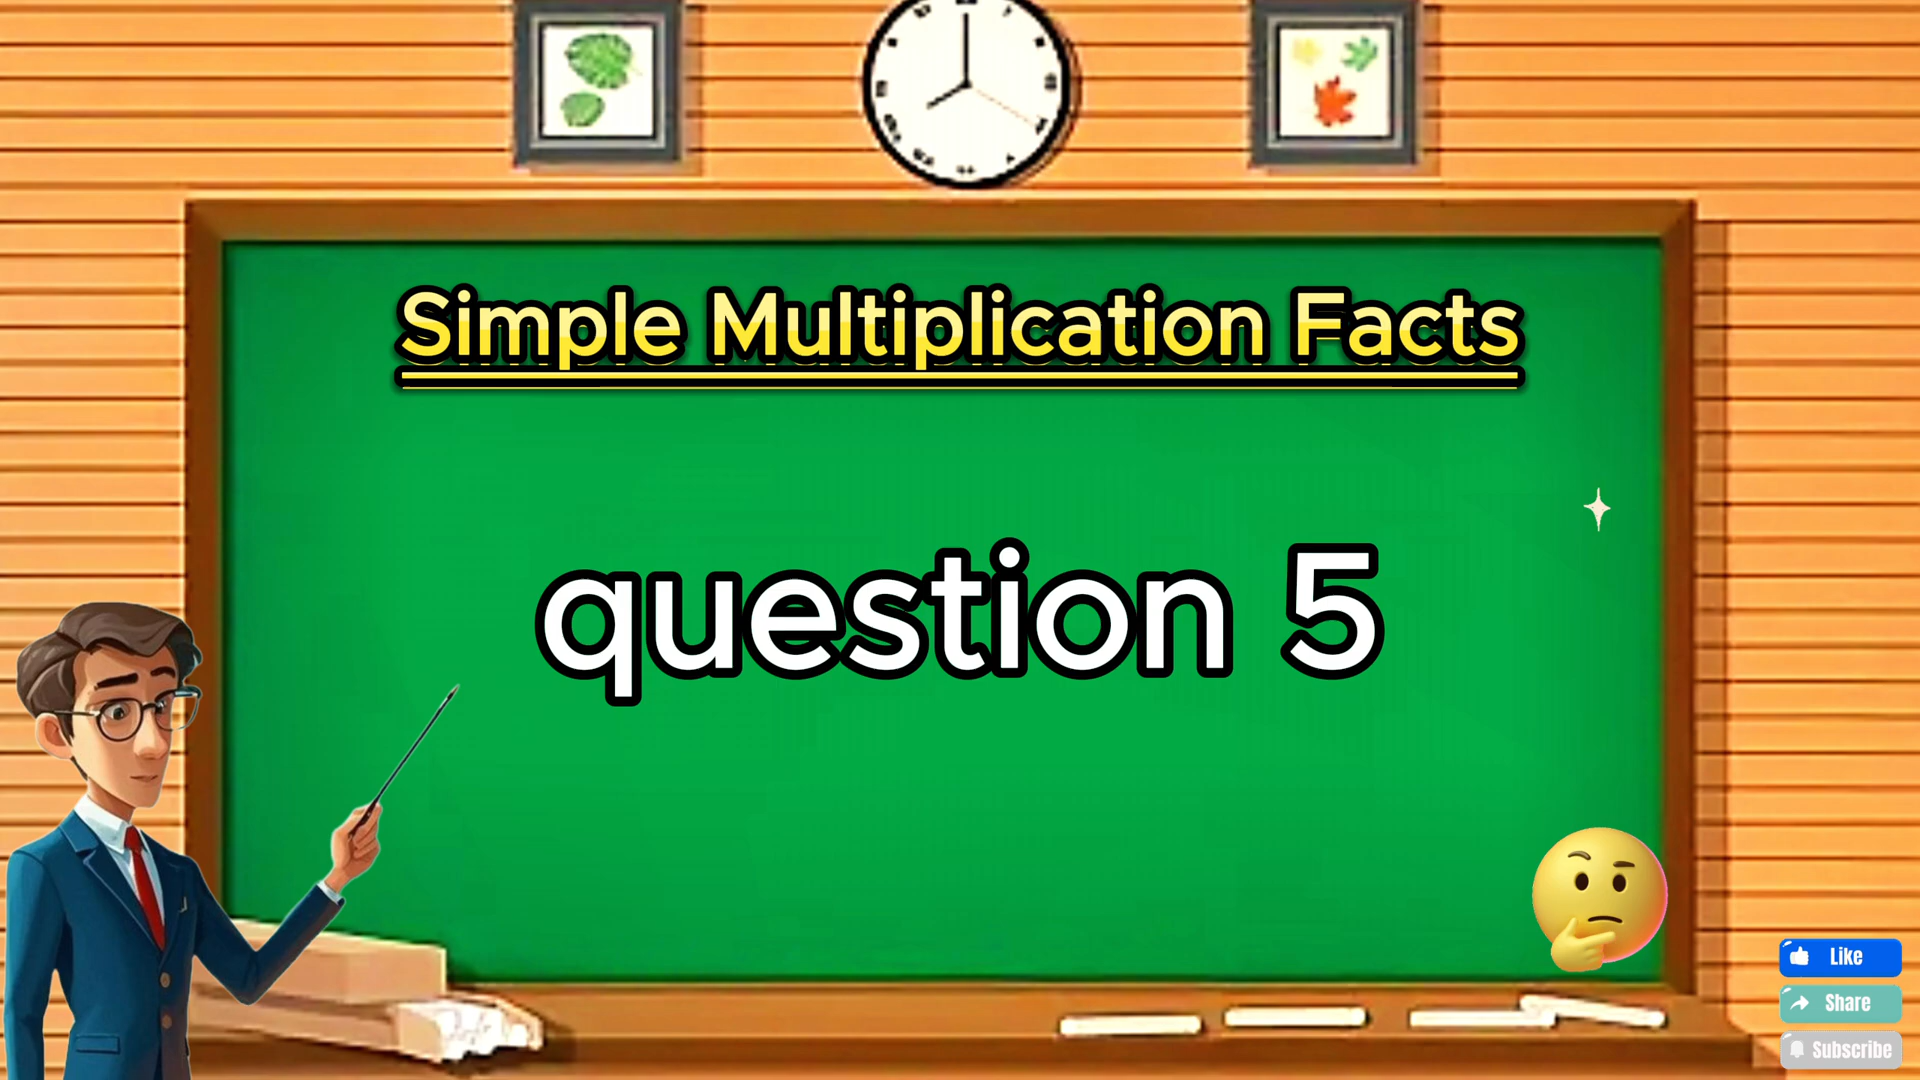 Simple Multiplication Facts
question 5
Like
Share
Subscribe